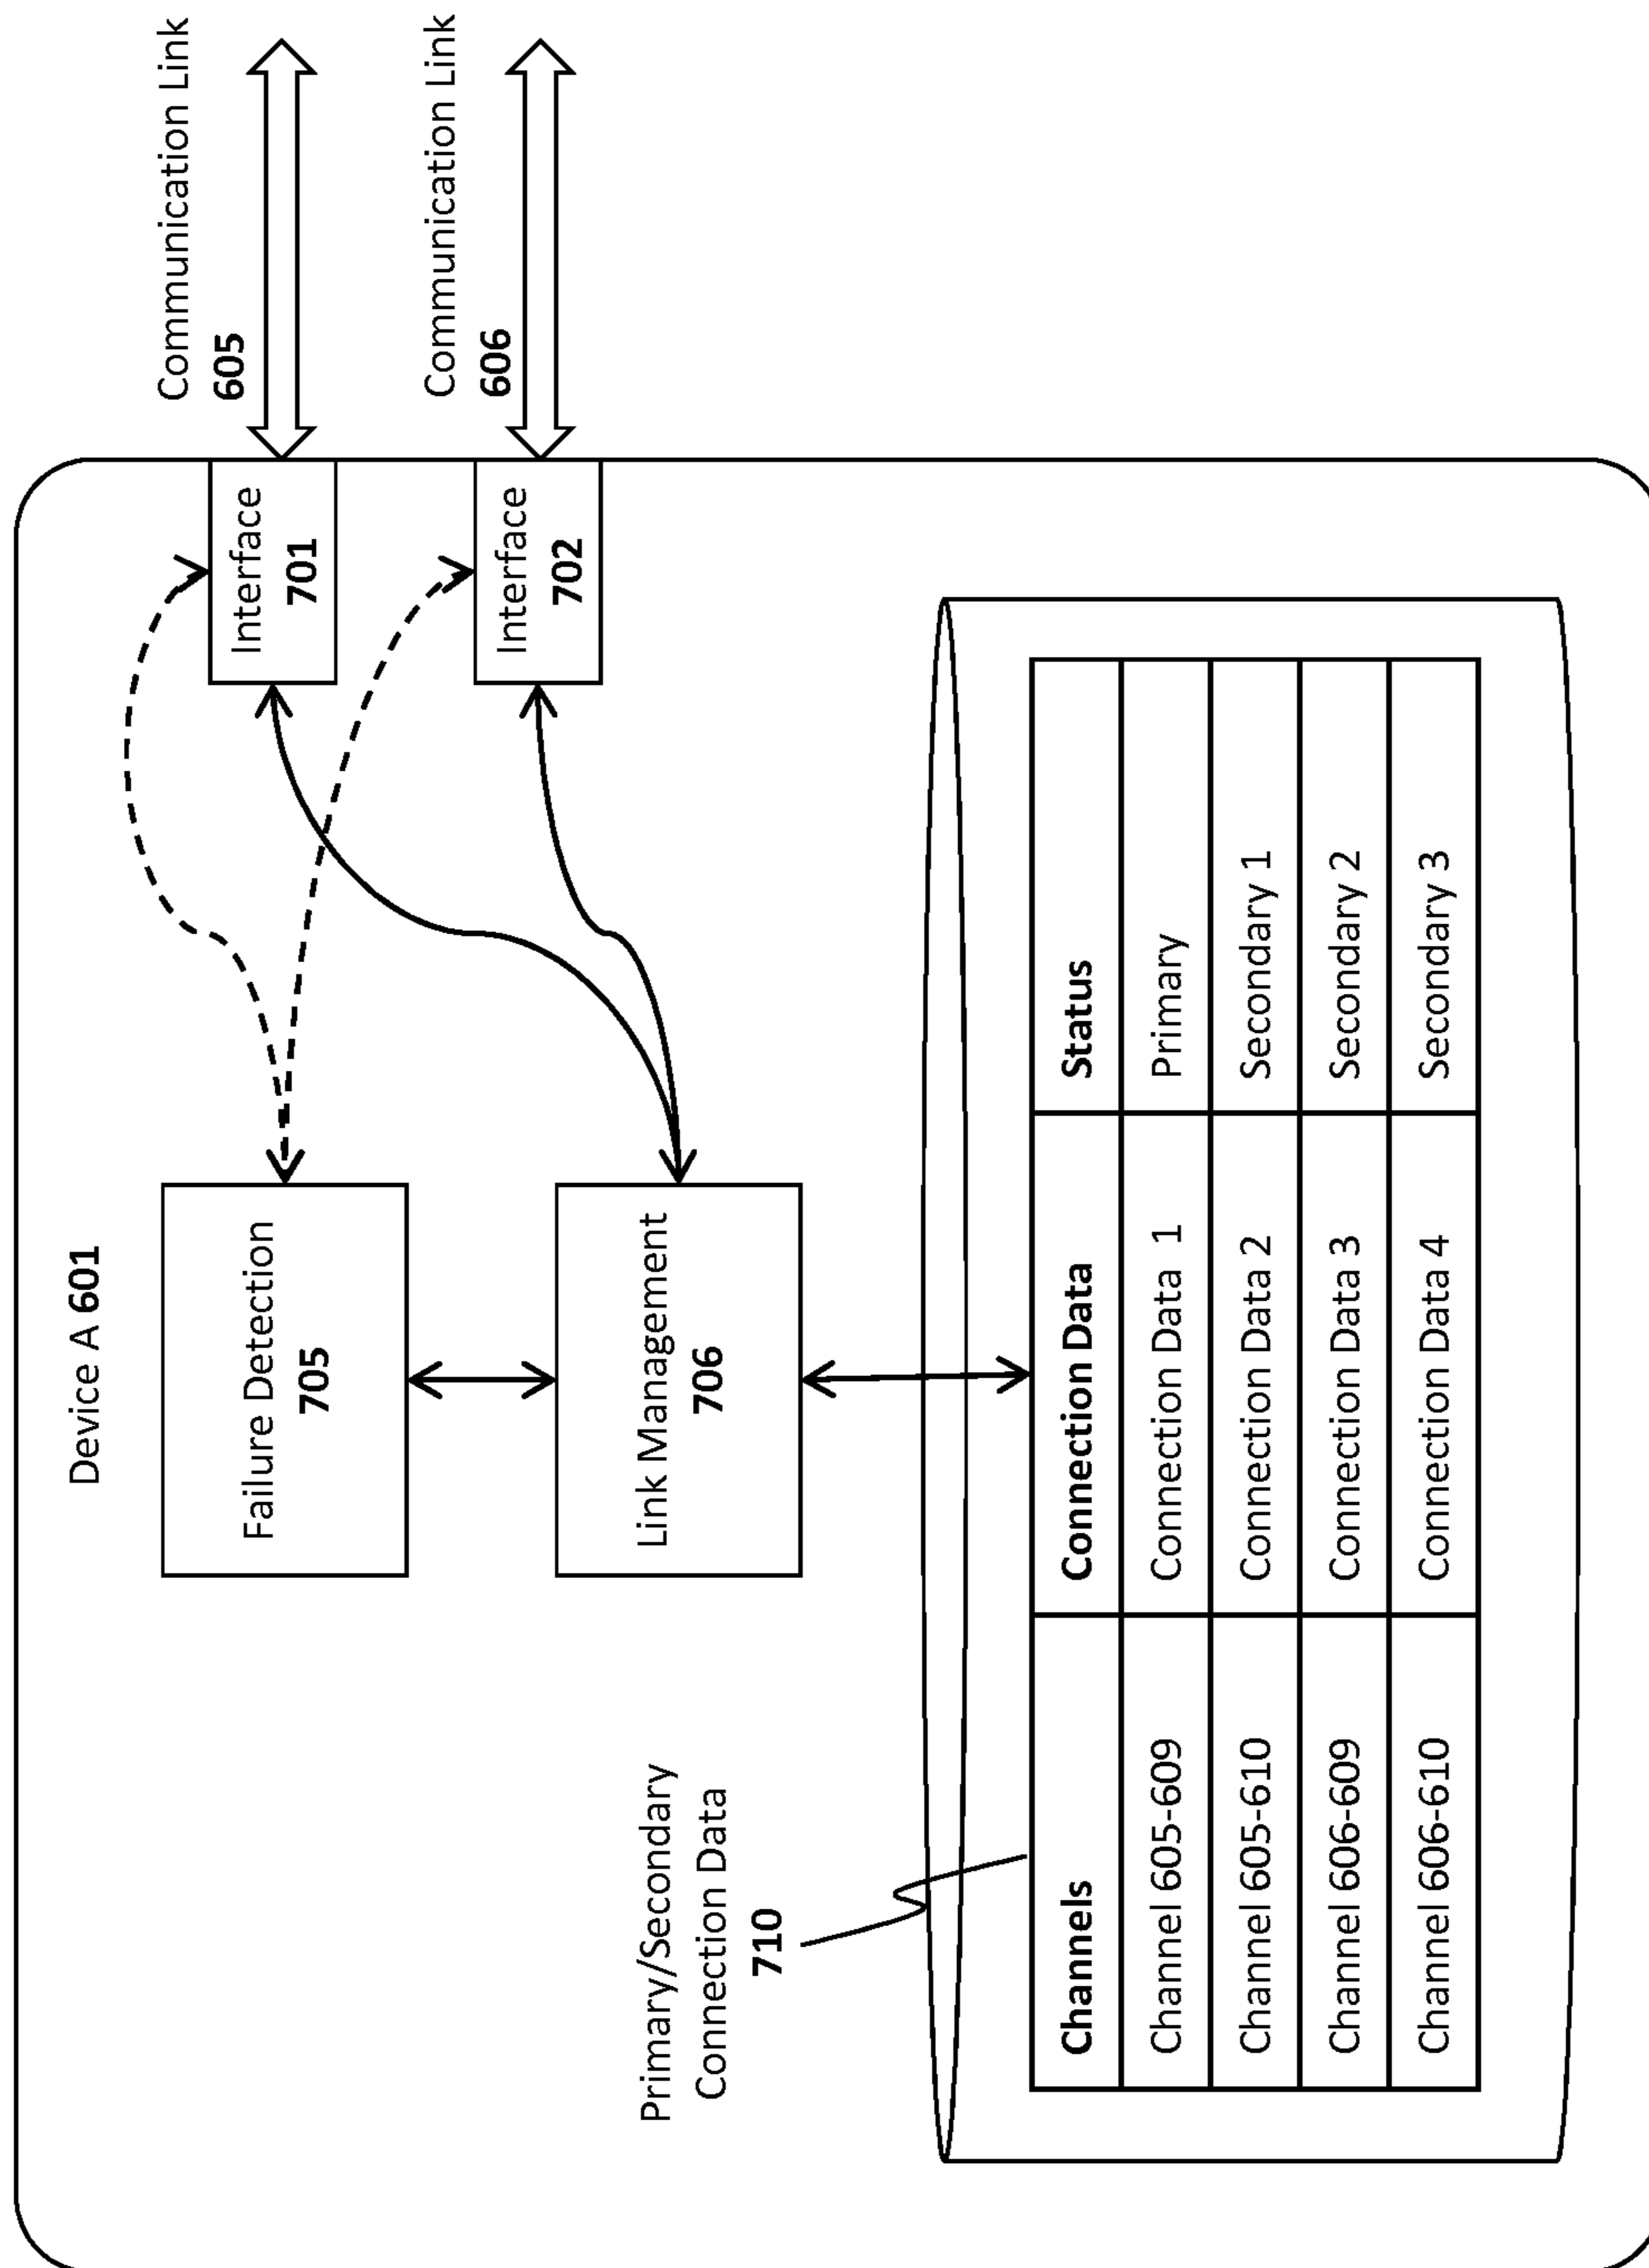 Device A 601
Communication Link
605
Communication Link
606
Failure Detection
705
Interface
701
Link Management
706
Interface
702
Primary/Secondary
Connection Data
710
Channels Connection Data Status
Channel 605-609 Connection Data 1 Primary
Channel 605-610 Connection Data 2 Secondary 1
Channel 606-609 Connection Data 3 Secondary 2
Channel 606-610 Connection Data 4 Secondary 3